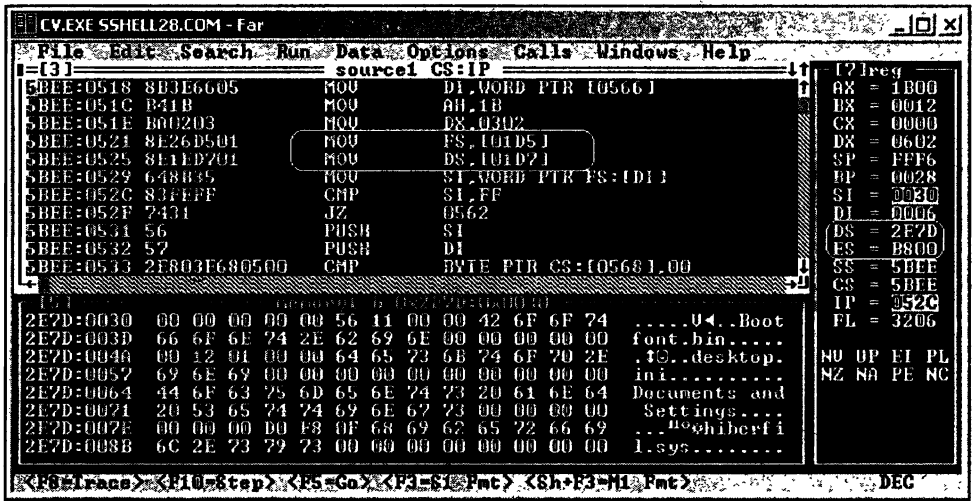 CV.EXE SSHELL28.COM - Far
File Edit Search Run Data Options Calls Windows Help
[3] source1 CS:IP
5BEE:0518 8B3E6605 MOV DI,WORD PTR [0566]
5BEE:051C B41B MOV AH,1B
5BEE:051E BA0203 MOV DX,0302
5BEE:0521 8E26D501 MOV FS,[01D5]
5BEE:0525 8E1ED701 MOV DS,[01D7]
5BEE:0529 648B35 MOV SI,WORD PTR FS:[DI]
5BEE:052C 83FEFF CMP SI,FF
5BEE:052F 7431 JZ 0562
5BEE:0531 56 PUSH SI
5BEE:0532 57 PUSH DI
5BEE:0533 2E803E680500 CMP BYTE PTR CS:[0568],00
[7]reg
AX = 1B00
BX = 0012
CX = 0000
DX = 0602
SP = FFF6
BP = 0028
SI = 0030
DI = 0006
DS = 2E7D
ES = B800
SS = 5BEE
CS = 5BEE
IP = 052C
FL = 3206
NV UP EI PL
NZ NA PE NC
[5] memory1 b 0x2E7D:0x0030
2E7D:0030 00 00 00 00 00 56 11 00 00 42 6F 6F 74 .....V◄..Boot
2E7D:003D 66 6F 6E 74 2E 62 69 6E 00 00 00 00 00 font.bin.....
2E7D:004A 00 12 01 00 00 64 65 73 6B 74 6F 70 2E .↕☺..desktop.
2E7D:0057 69 6E 69 00 00 00 00 00 00 00 00 00 00 ini..........
2E7D:0064 44 6F 63 75 6D 65 6E 74 73 20 61 6E 64 Documents and
2E7D:0071 20 53 65 74 74 69 6E 67 73 00 00 00 00 Settings....
2E7D:007E 00 00 00 D0 F8 0F 68 69 62 65 72 66 69 ...╨°☼hiberfi
2E7D:008B 6C 2E 73 79 73 00 00 00 00 00 00 00 00 l.sys........
<F8=Trace> <F10=Step> <F5=Go> <F3=S1 Fmt> <Sh+F3=M1 Fmt> DEC